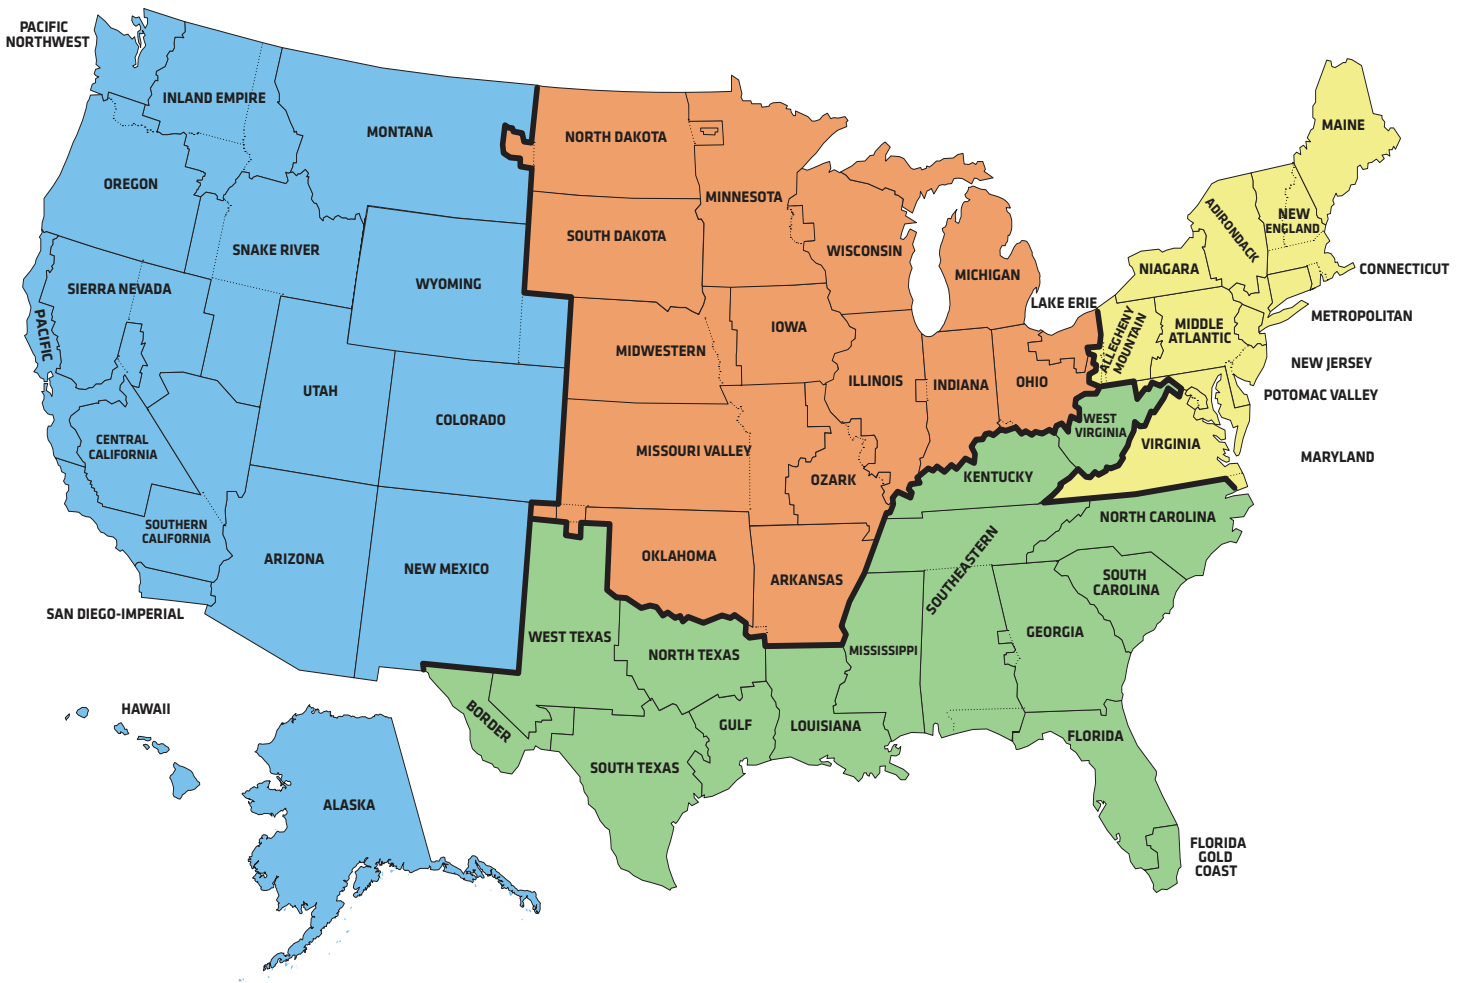 PACIFIC
NORTHWEST
INLAND EMPIRE
MONTANA
OREGON
SNAKE RIVER
WYOMING
SIERRA NEVADA
PACIFIC
UTAH
COLORADO
CENTRAL
CALIFORNIA
SOUTHERN
CALIFORNIA
ARIZONA
NEW MEXICO
SAN DIEGO-IMPERIAL
HAWAII
ALASKA
NORTH DAKOTA
MINNESOTA
SOUTH DAKOTA
WISCONSIN
MICHIGAN
LAKE ERIE
IOWA
MIDWESTERN
ILLINOIS
INDIANA
OHIO
MISSOURI VALLEY
OZARK
OKLAHOMA
ARKANSAS
MAINE
NEW
ENGLAND
ADIRONDACK
NIAGARA
CONNECTICUT
METROPOLITAN
ALLEGHENY
MOUNTAIN
MIDDLE
ATLANTIC
NEW JERSEY
POTOMAC VALLEY
VIRGINIA
MARYLAND
WEST
VIRGINIA
KENTUCKY
NORTH CAROLINA
SOUTHEASTERN
SOUTH
CAROLINA
GEORGIA
MISSISSIPPI
WEST TEXAS
NORTH TEXAS
BORDER
GULF
LOUISIANA
SOUTH TEXAS
FLORIDA
FLORIDA
GOLD
COAST